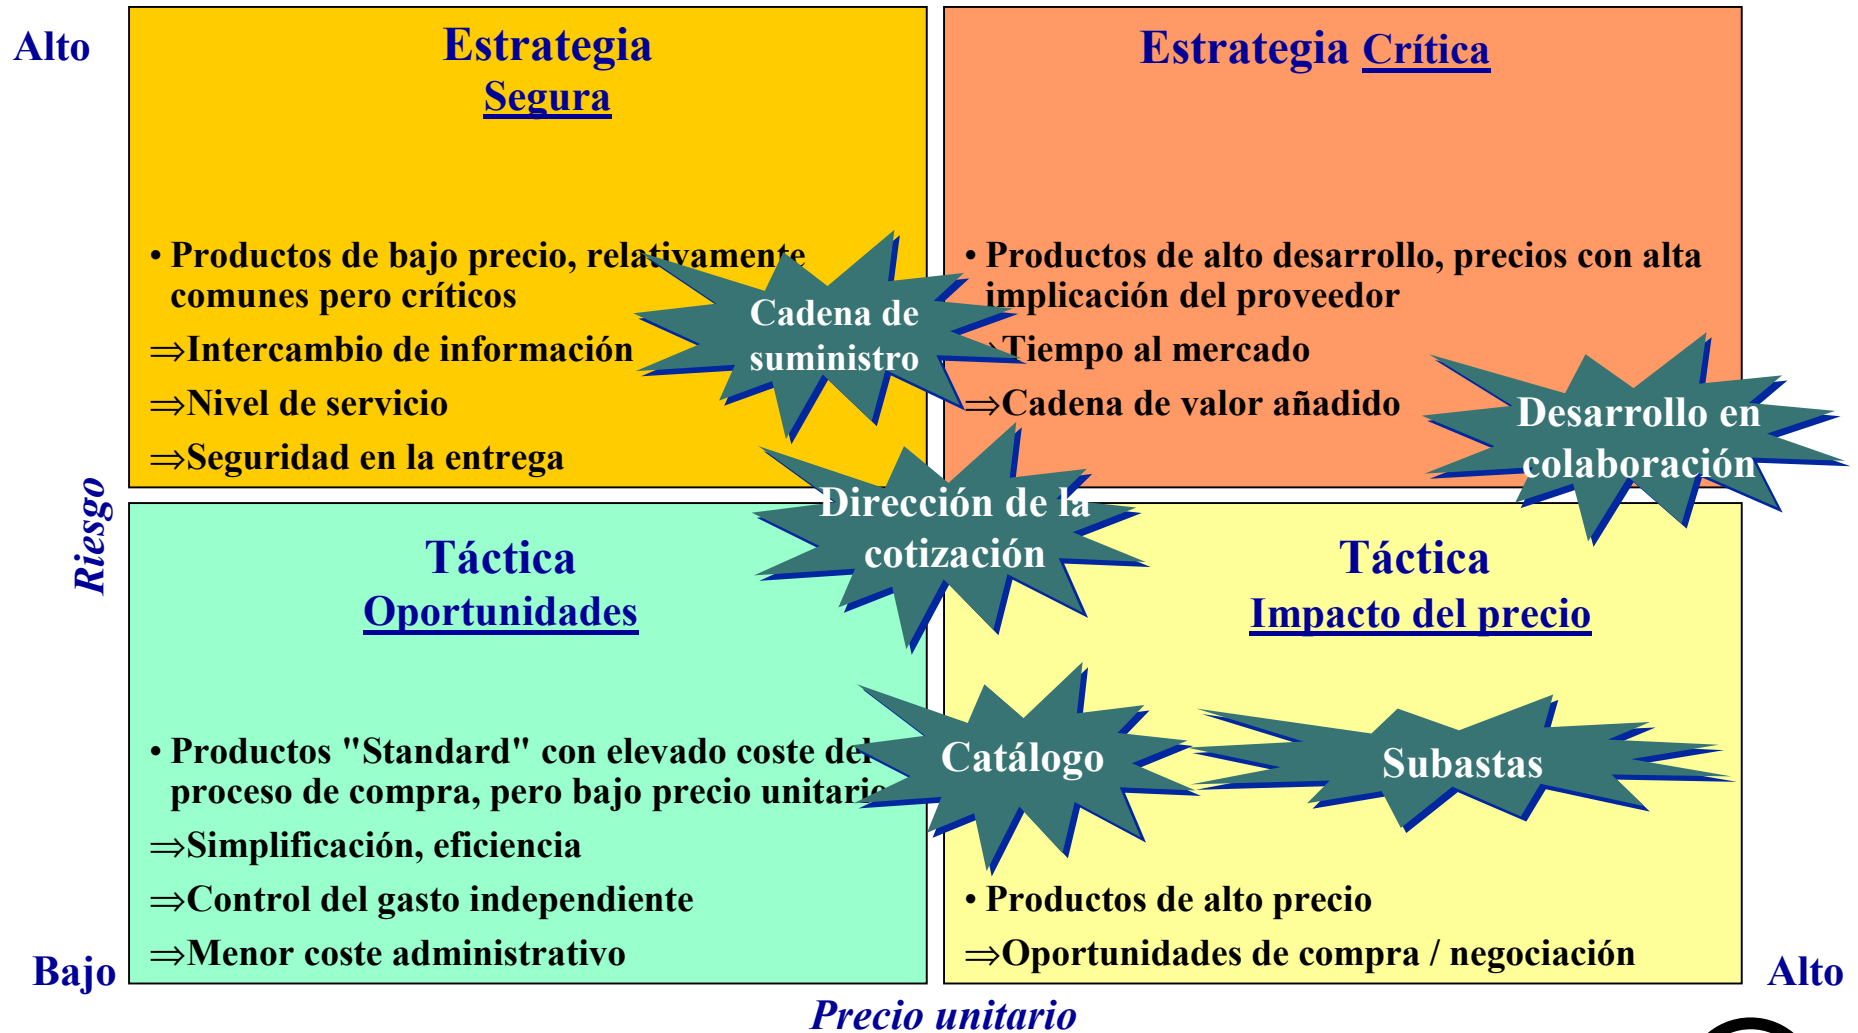 Alto
Estrategia
Segura
• Productos de bajo precio, relativamente
comunes pero críticos
⇒Intercambio de información
⇒Nivel de servicio
⇒Seguridad en la entrega
Estrategia Crítica
• Productos de alto desarrollo, precios con alta
implicación del proveedor
⇒Tiempo al mercado
⇒Cadena de valor añadido
Cadena de
suministro
Desarrollo en
colaboración
Dirección de la
cotización
Riesgo
Táctica
Oportunidades
• Productos "Standard" con elevado coste del
proceso de compra, pero bajo precio unitario
⇒Simplificación, eficiencia
⇒Control del gasto independiente
⇒Menor coste administrativo
Táctica
Impacto del precio
Catálogo
Subastas
• Productos de alto precio
⇒Oportunidades de compra / negociación
Bajo
Alto
Precio unitario